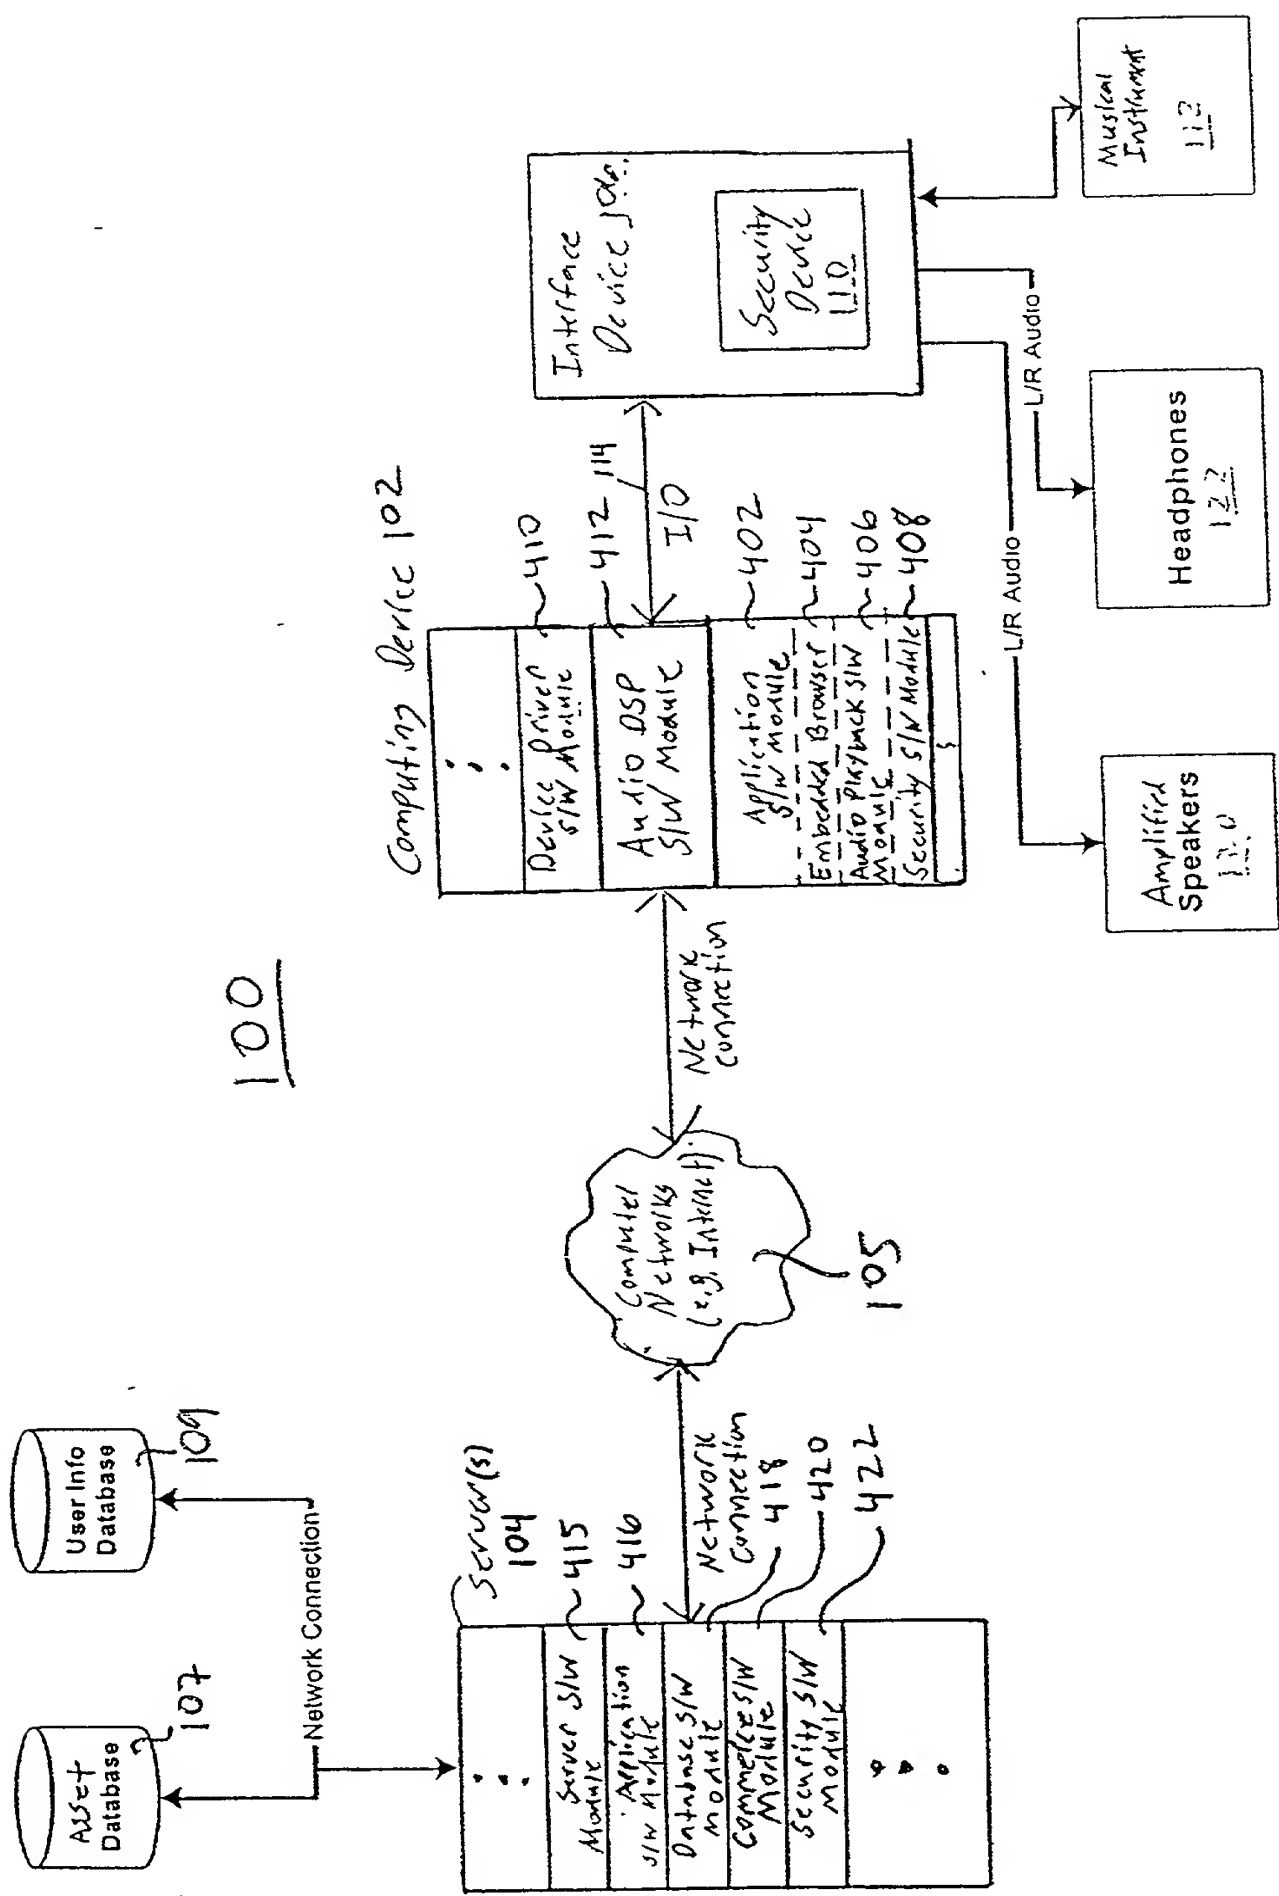 100
Asset
Database
107
User Info
Database
109
Network Connection
Server(s)
104
Server S/W
Module
415
Application
S/W Module
416
Database S/W
Module
418
Commerce S/W
Module
420
Security S/W
Module
422
Network
Connection
Computer
Networks
(e.g. Internet)
105
Network
Connection
Computing Device 102
Device Driver
S/W Module
410
Audio DSP
S/W Module
412
Application
S/W Module
402
Embedded Browser
404
Audio Playback S/W
Module
406
Security S/W Module
408
114
I/O
Interface
Device
Security
Device
110
L/R Audio
L/R Audio
Amplified
Speakers
Headphones
122
Musical
Instrument
112